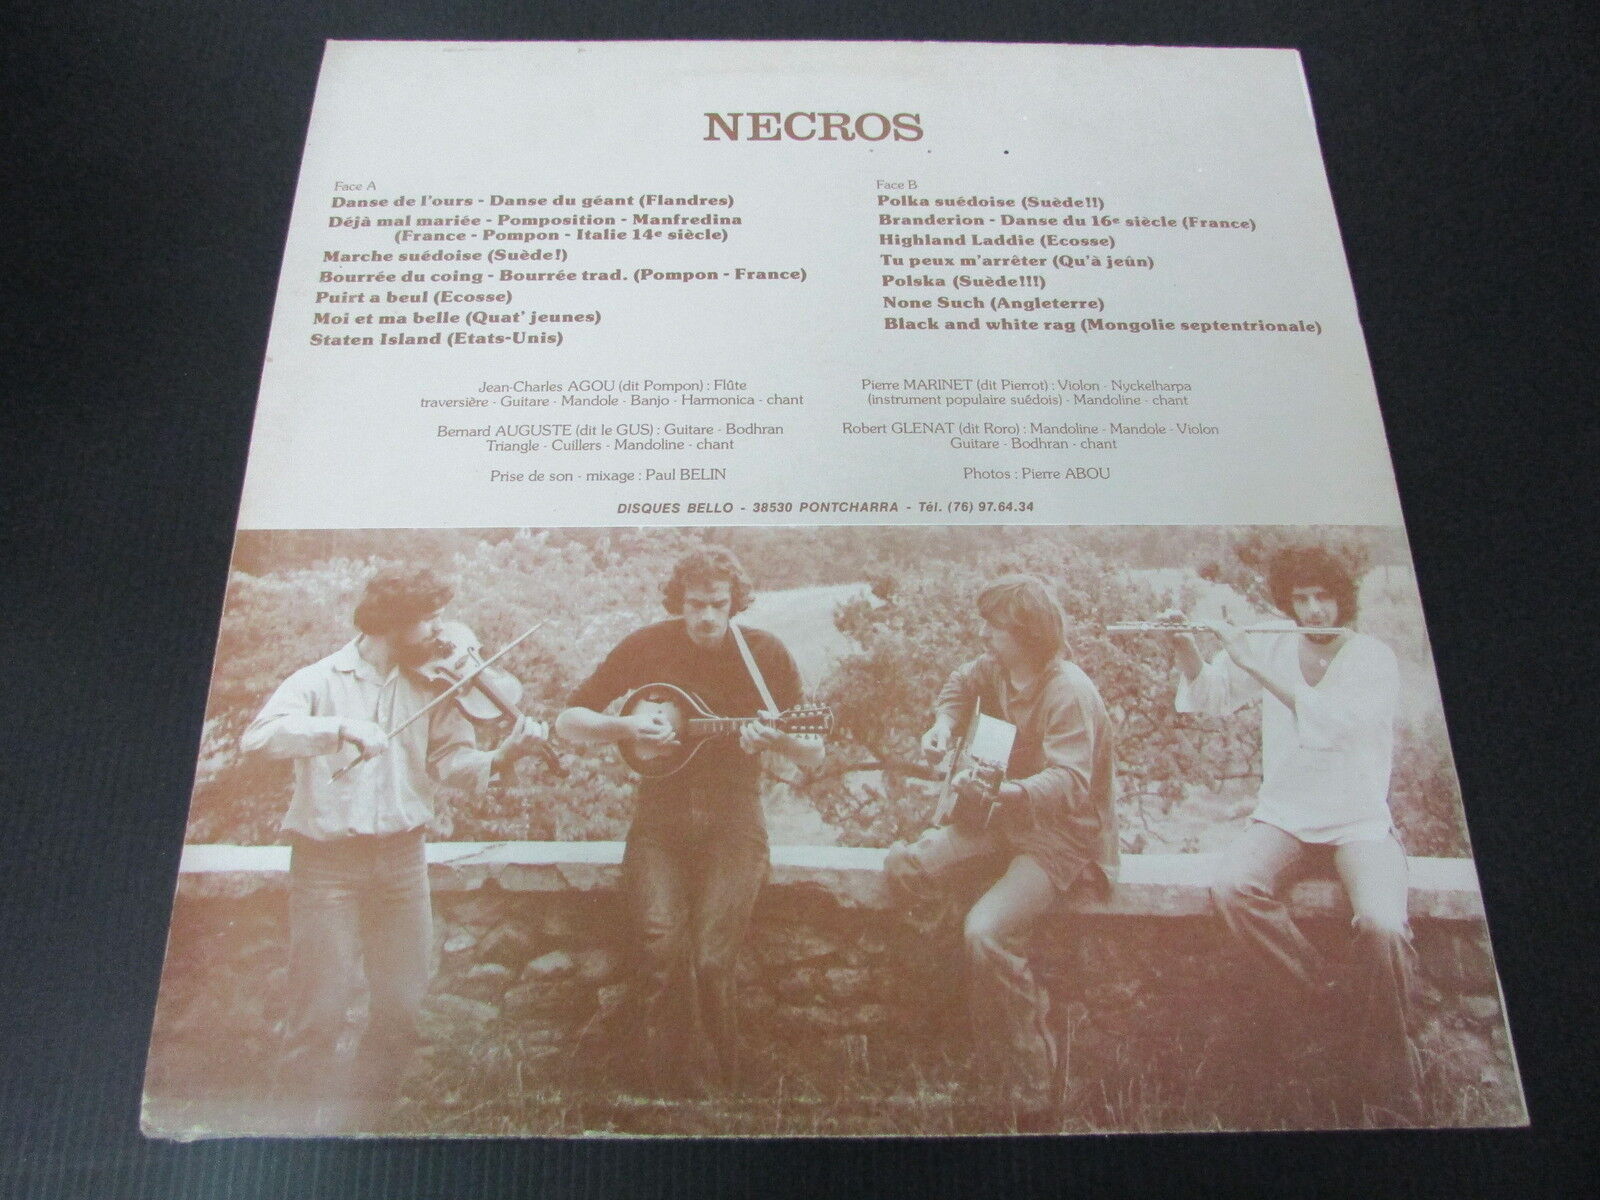 NECROS
Face A
Danse de l'ours - Danse du géant (Flandres)
Déjà mal mariée - Pomposition - Manfredina
(France - Pompon - Italie 14e siècle)
Marche suédoise (Suède!)
Bourrée du coing - Bourrée trad. (Pompon - France)
Puirt a beul (Ecosse)
Moi et ma belle (Quat' jeunes)
Staten Island (Etats-Unis)
Face B
Polka suédoise (Suède!!)
Branderion - Danse du 16e siècle (France)
Highland Laddie (Ecosse)
Tu peux m'arrêter (Qu'à jeûn)
Polska (Suède!!!)
None Such (Angleterre)
Black and white rag (Mongolie septentrionale)
Jean-Charles AGOU (dit Pompon) : Flûte
traversière - Guitare - Mandole - Banjo - Harmonica - chant
Bernard AUGUSTE (dit le GUS) : Guitare - Bodhran
Triangle - Cuillers - Mandoline - chant
Prise de son - mixage : Paul BELIN
Pierre MARINET (dit Pierrot) : Violon - Nyckelharpa
(instrument populaire suédois) - Mandoline - chant
Robert GLENAT (dit Roro) : Mandoline - Mandole - Violon
Guitare - Bodhran - chant
Photos : Pierre ABOU
DISQUES BELLO - 38530 PONTCHARRA - Tél. (76) 97.64.34